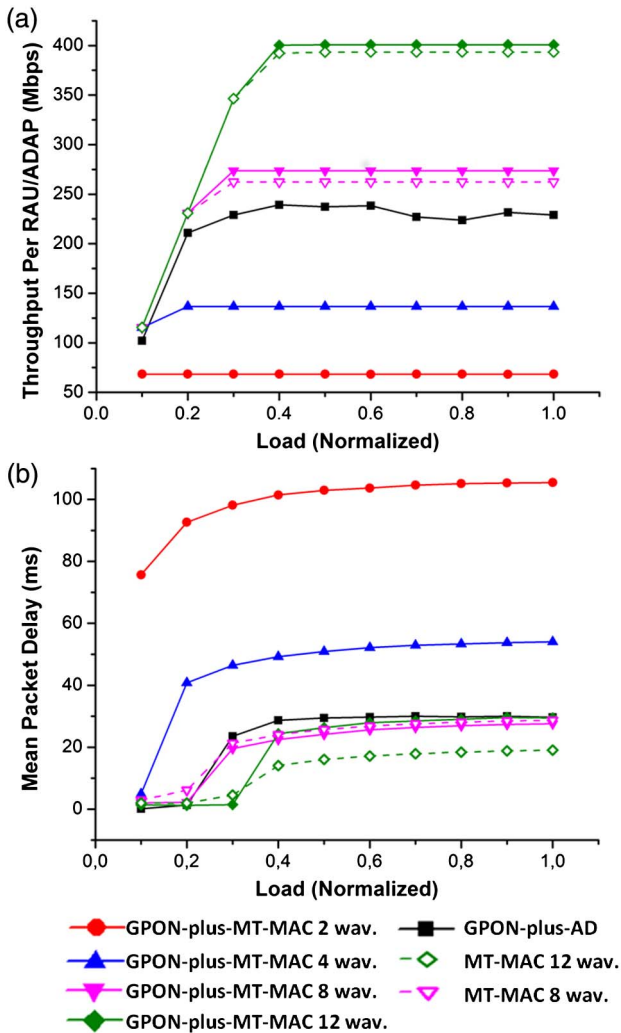 (a)
Throughput Per RAU/ADAP (Mbps)
400
350
300
250
200
150
100
50
0.0 0.2 0.4 0.6 0.8 1.0
Load (Normalized)
(b)
Mean Packet Delay (ms)
100
80
60
40
20
0
0,0 0,2 0,4 0,6 0,8 1,0
Load (Normalized)
GPON-plus-MT-MAC 2 wav. GPON-plus-AD
GPON-plus-MT-MAC 4 wav. MT-MAC 12 wav.
GPON-plus-MT-MAC 8 wav. MT-MAC 8 wav.
GPON-plus-MT-MAC 12 wav.